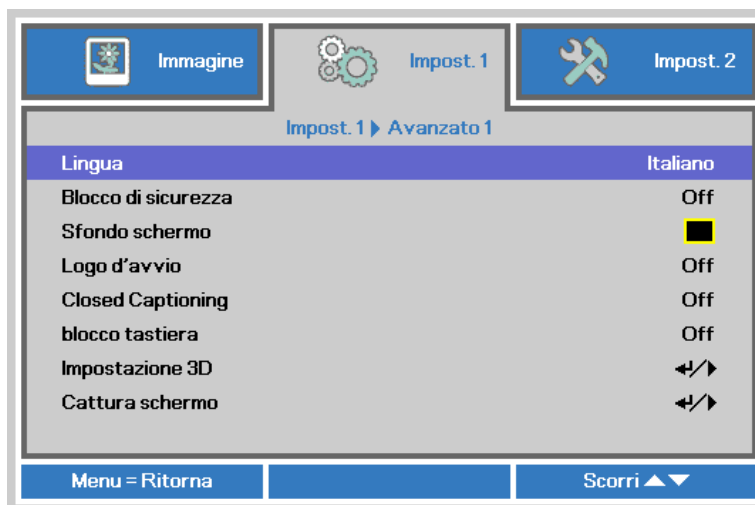 Immagine Impost. 1 Impost. 2
Impost. 1 Avanzato 1
Lingua Italiano
Blocco di sicurezza Off
Sfondo schermo
Logo d'avvio Off
Closed Captioning Off
blocco tastiera Off
Impostazione 3D ↵/▶
Cattura schermo ↵/▶
Menu = Ritorna Scorri ▲▼